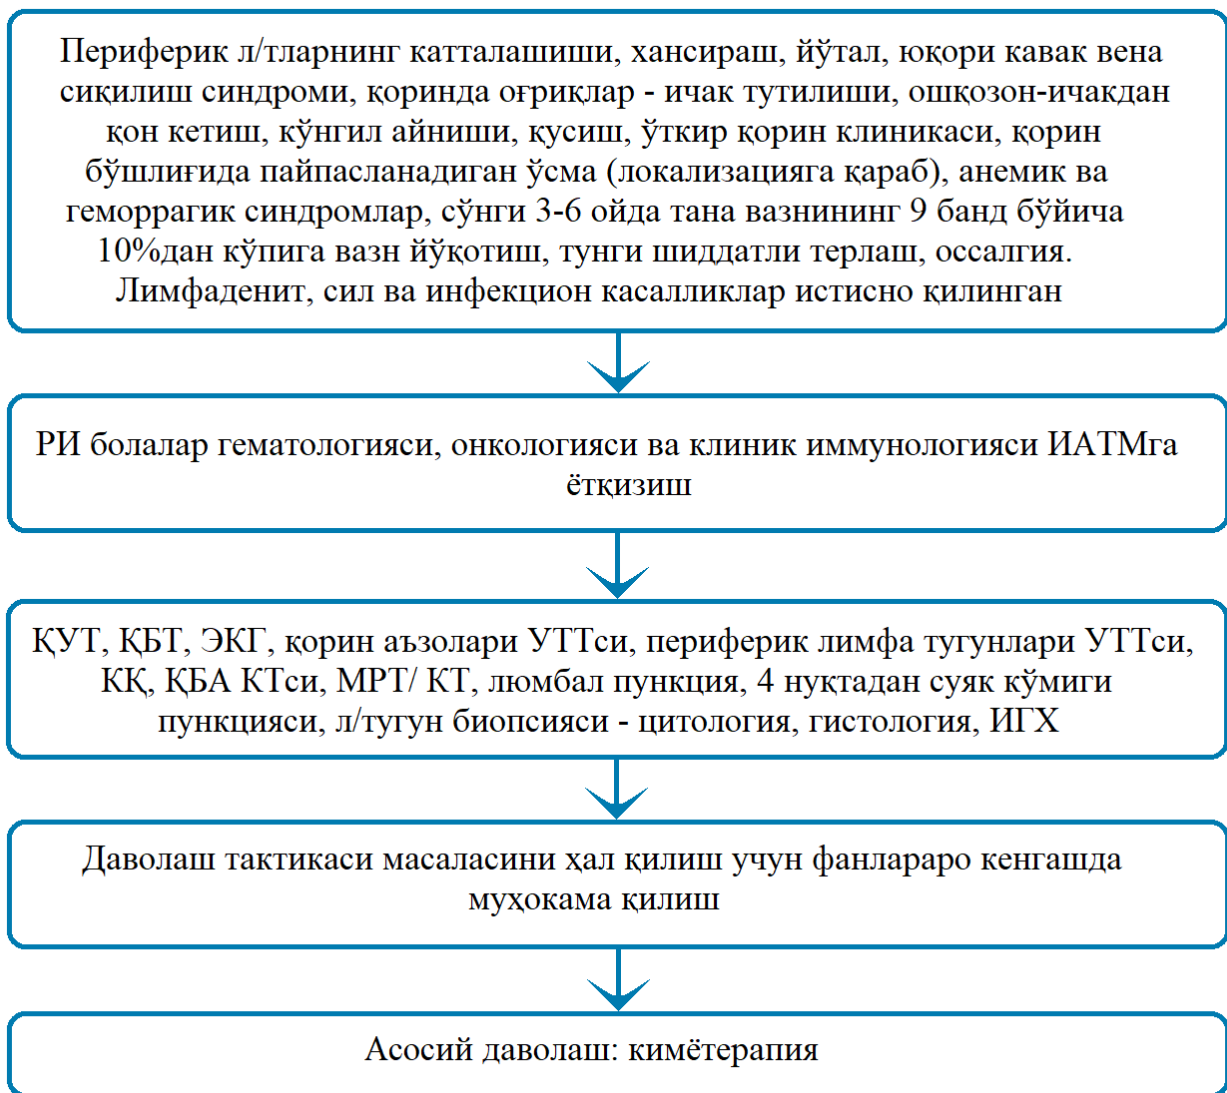 Периферик л/тларнинг катталашиши, хансираш, йўтал, юқори кавак вена
сиқилиш синдроми, қоринда оғриқлар - ичак тутилиши, ошқозон-ичакдан
қон кетиш, кўнгил айниши, қусиш, ўткир қорин клиникаси, қорин
бўшлиғида пайпасланадиган ўсма (локализацияга қараб), анемик ва
геморрагик синдромлар, сўнги 3-6 ойда тана вазнининг 9 банд бўйича
10%дан кўпига вазн йўқотиш, тунги шиддатли терлаш, оссалгия.
Лимфаденит, сил ва инфекцион касалликлар истисно қилинган
РИ болалар гематологияси, онкологияси ва клиник иммунологияси ИАТМга
ётқизиш
ҚУТ, ҚБТ, ЭКГ, қорин аъзолари УТТси, периферик лимфа тугунлари УТТси,
КҚ, ҚБА КТси, МРТ/ КТ, люмбал пункция, 4 нуқтадан суяк кўмиги
пункцияси, л/тугун биопсияси - цитология, гистология, ИГХ
Даволаш тактикаси масаласини ҳал қилиш учун фанлараро кенгашда
муҳокама қилиш
Асосий даволаш: кимётерапия